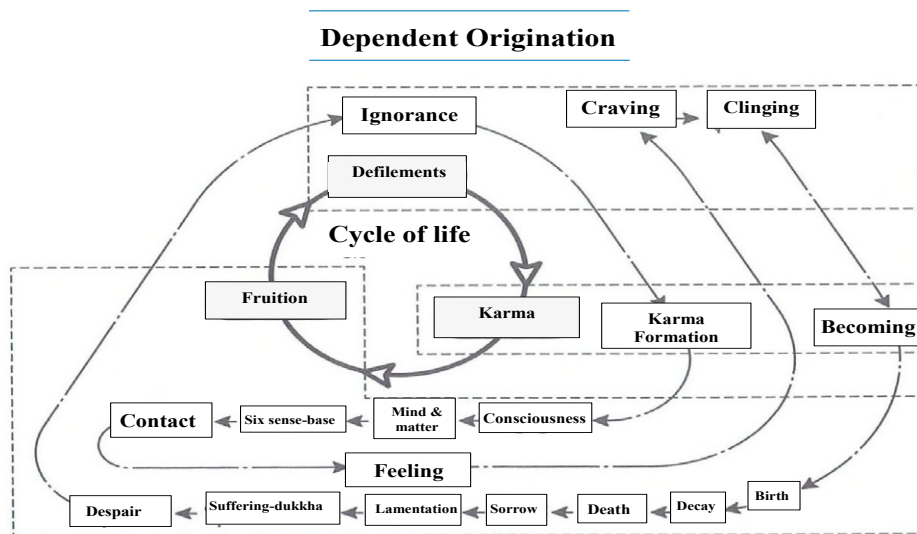 Dependent Origination
Ignorance
Craving
Clinging
Defilements
Cycle of life
Fruition
Karma
Karma
Formation
Becoming
Contact
Six sense-base
Mind &
matter
Consciousness
Feeling
Despair
Suffering-dukkha
Lamentation
Sorrow
Death
Decay
Birth